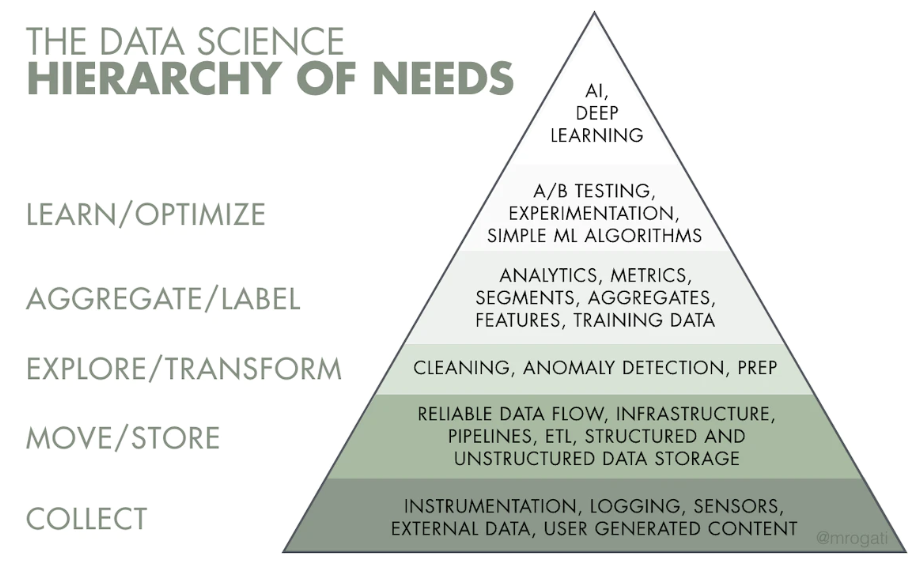 THE DATA SCIENCE
HIERARCHY OF NEEDS
AI,
DEEP
LEARNING
LEARN/OPTIMIZE
A/B TESTING,
EXPERIMENTATION,
SIMPLE ML ALGORITHMS
AGGREGATE/LABEL
ANALYTICS, METRICS,
SEGMENTS, AGGREGATES,
FEATURES, TRAINING DATA
EXPLORE/TRANSFORM
CLEANING, ANOMALY DETECTION, PREP
MOVE/STORE
RELIABLE DATA FLOW, INFRASTRUCTURE,
PIPELINES, ETL, STRUCTURED AND
UNSTRUCTURED DATA STORAGE
COLLECT
INSTRUMENTATION, LOGGING, SENSORS,
EXTERNAL DATA, USER GENERATED CONTENT
@mrogati